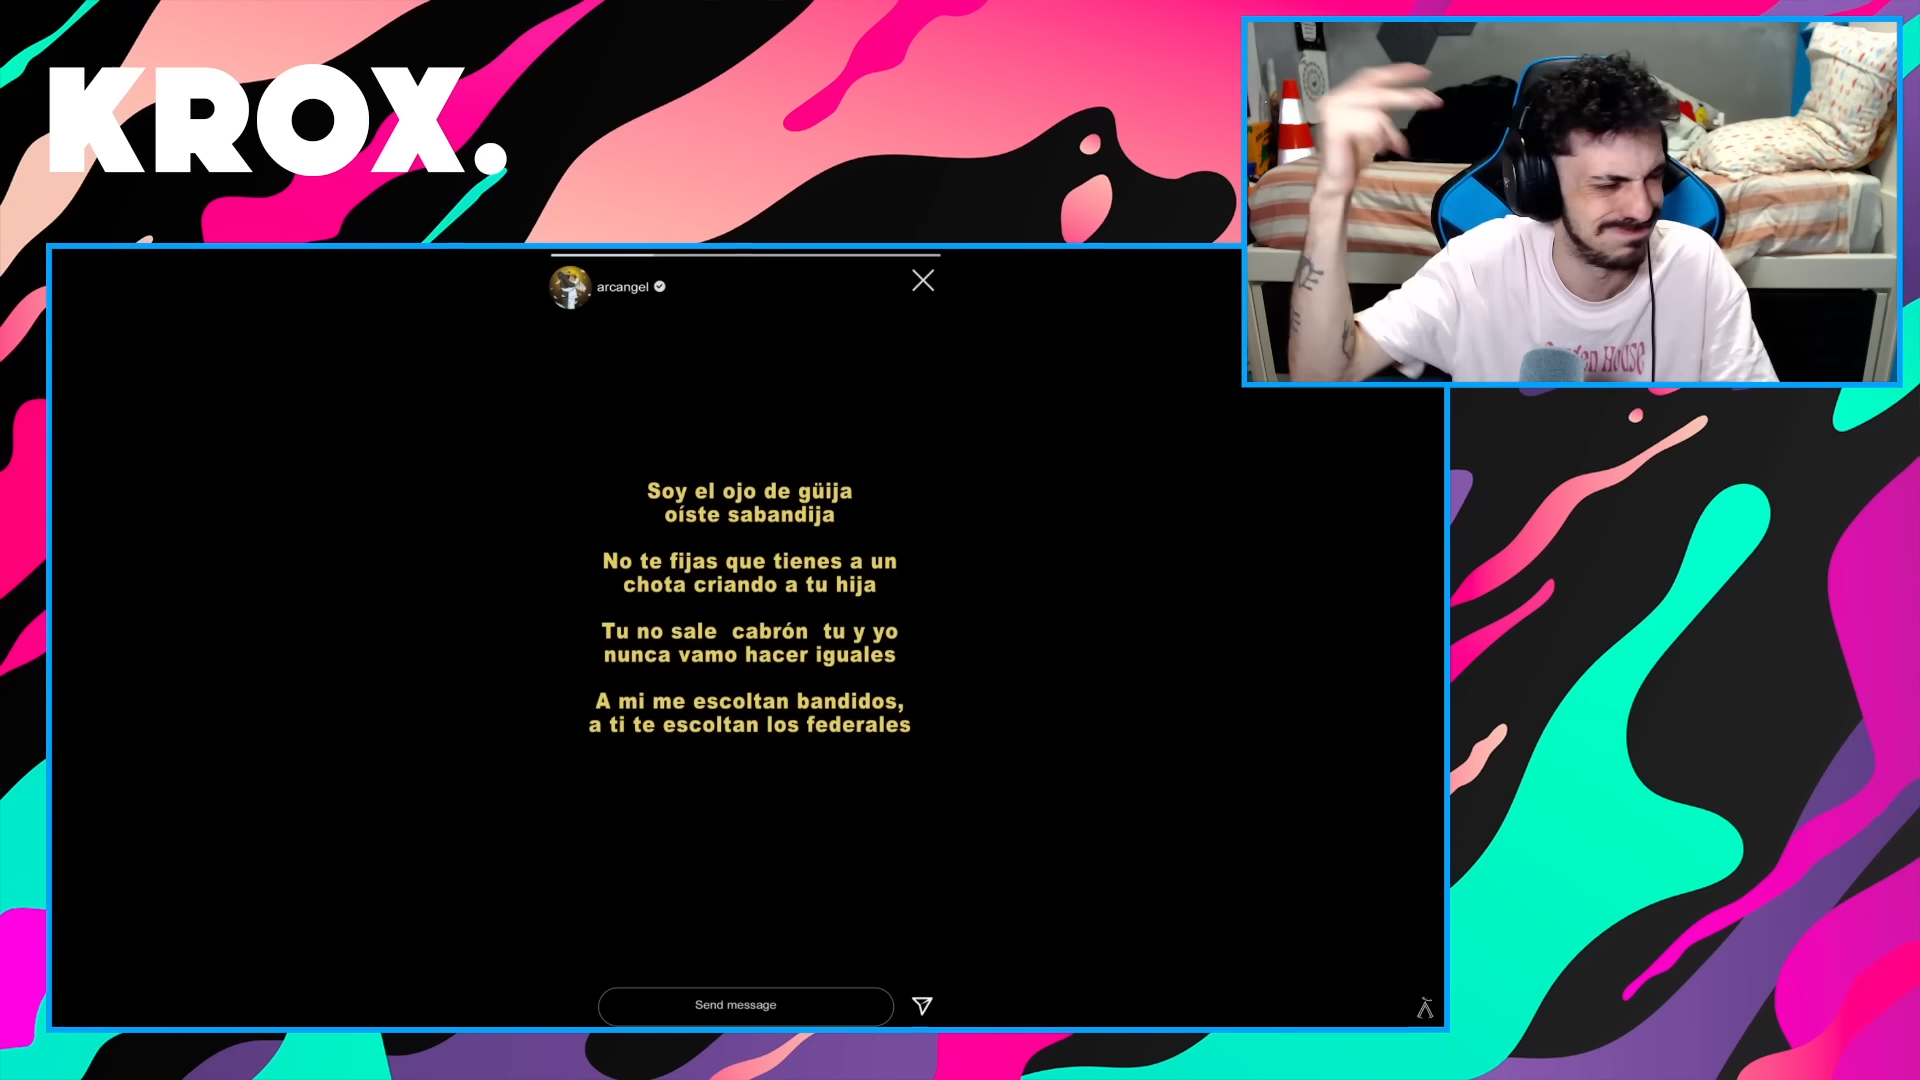 KROX.
arcangel
Soy el ojo de güija
oíste sabandija
No te fijas que tienes a un
chota criando a tu hija
Tu no sale cabrón tu y yo
nunca vamo hacer iguales
A mi me escoltan bandidos,
a ti te escoltan los federales
Send message
House